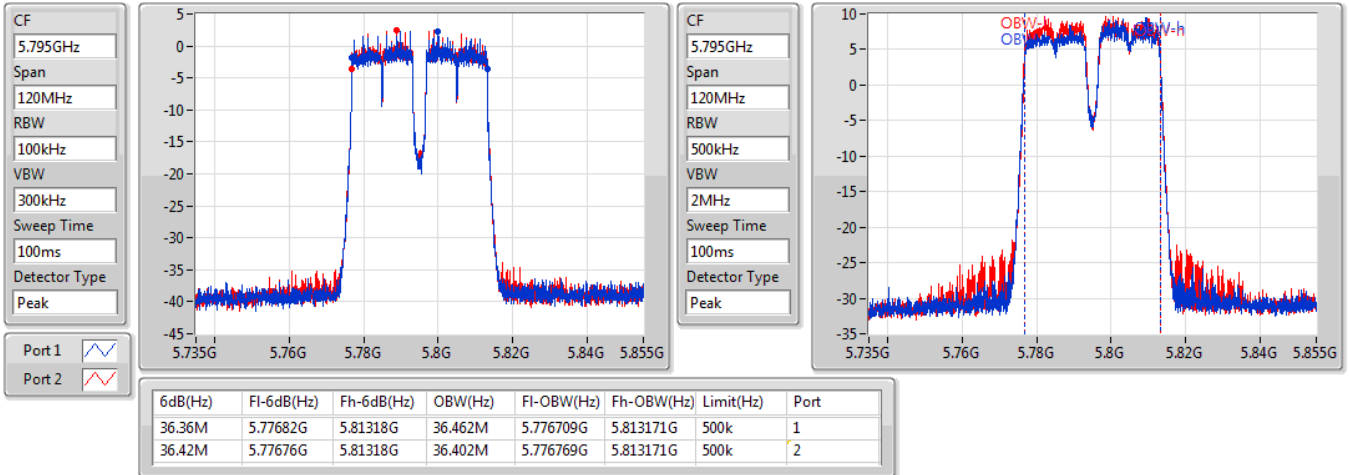 CF
5.795GHz
Span
120MHz
RBW
100kHz
VBW
300kHz
Sweep Time
100ms
Detector Type
Peak
Port 1
Port 2
5
0
-5
-10
-15
-20
-25
-30
-35
-40
-45
5.735G 5.76G 5.78G 5.8G 5.82G 5.84G 5.855G
CF
5.795GHz
Span
120MHz
RBW
500kHz
VBW
2MHz
Sweep Time
100ms
Detector Type
Peak
10
5
0
-5
-10
-15
-20
-25
-30
-35
OBW-h
5.735G 5.76G 5.78G 5.8G 5.82G 5.84G 5.855G
6dB(Hz) Fl-6dB(Hz) Fh-6dB(Hz) OBW(Hz) Fl-OBW(Hz) Fh-OBW(Hz) Limit(Hz) Port
36.36M 5.77682G 5.81318G 36.462M 5.776709G 5.813171G 500k 1
36.42M 5.77676G 5.81318G 36.402M 5.776769G 5.813171G 500k 2